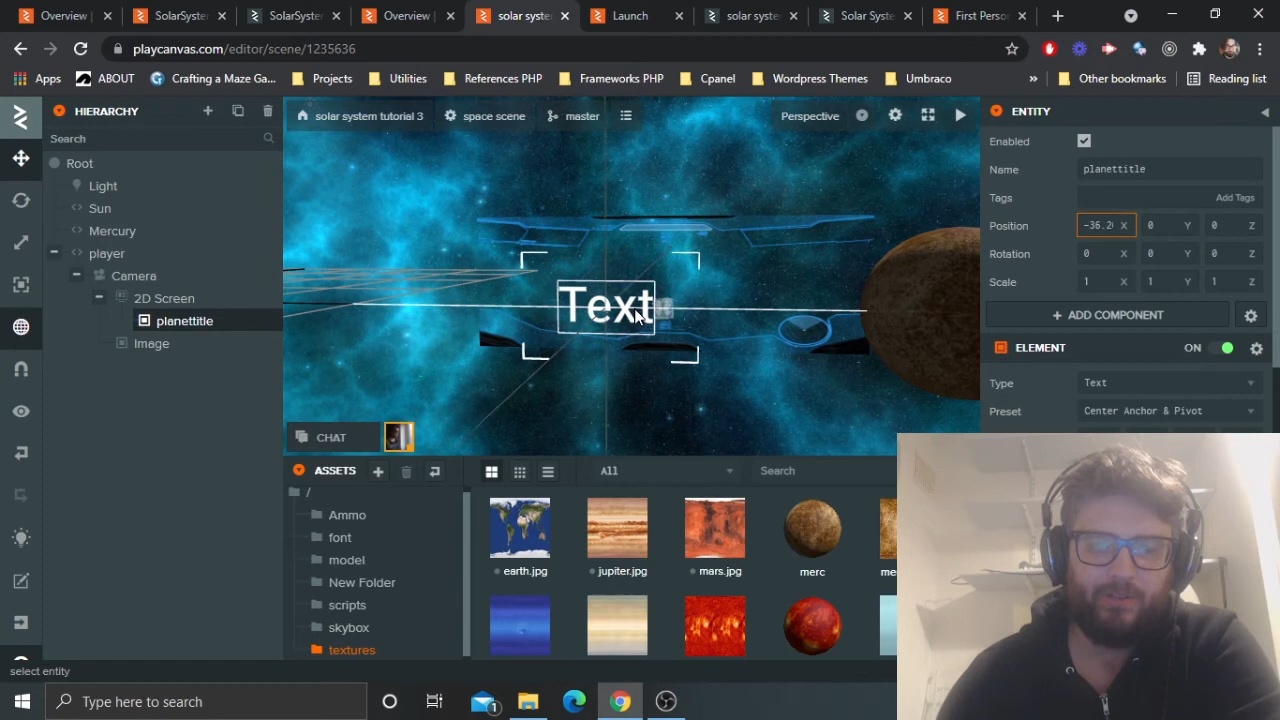 Overview
SolarSystem
SolarSystem
Overview |
solar syste
Launch
solar syste
Solar Syste
First Perso
playcanvas.com/editor/scene/1235636
Apps
ABOUT
Crafting a Maze Ga...
Projects
Utilities
References PHP
Frameworks PHP
Cpanel
Wordpress Themes
Umbraco
»
Other bookmarks
Reading list
HIERARCHY
solar system tutorial 3
space scene
master
Perspective
ENTITY
Search
Enabled
Root
Name planettitle
Light
Tags Add Tags
Sun
Position -36.20 X 0 Y 0 Z
Mercury
Rotation 0 X 0 Y 0 Z
player
Camera
Scale 1 X 1 Y 1 Z
2D Screen
Text
ADD COMPONENT
planettitle
Image
ELEMENT ON
Type Text
Preset Center Anchor & Pivot
CHAT
ASSETS All Search
/
Ammo
font
model
earth.jpg jupiter.jpg mars.jpg merc
New Folder
scripts
skybox
textures
select entity
Type here to search
1